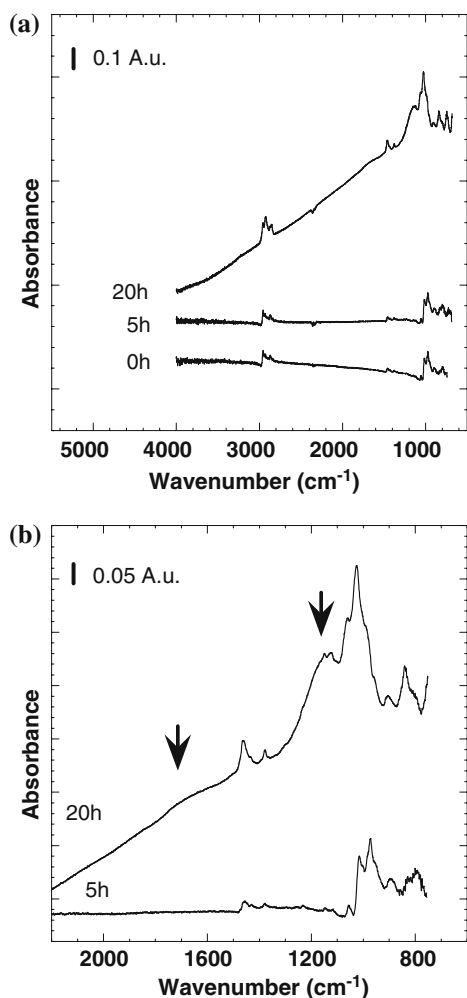 (a)
0.1 A.u.
Absorbance
20h
5h
0h
5000 4000 3000 2000 1000
Wavenumber (cm⁻¹)
(b)
0.05 A.u.
Absorbance
20h
5h
2000 1600 1200 800
Wavenumber (cm⁻¹)